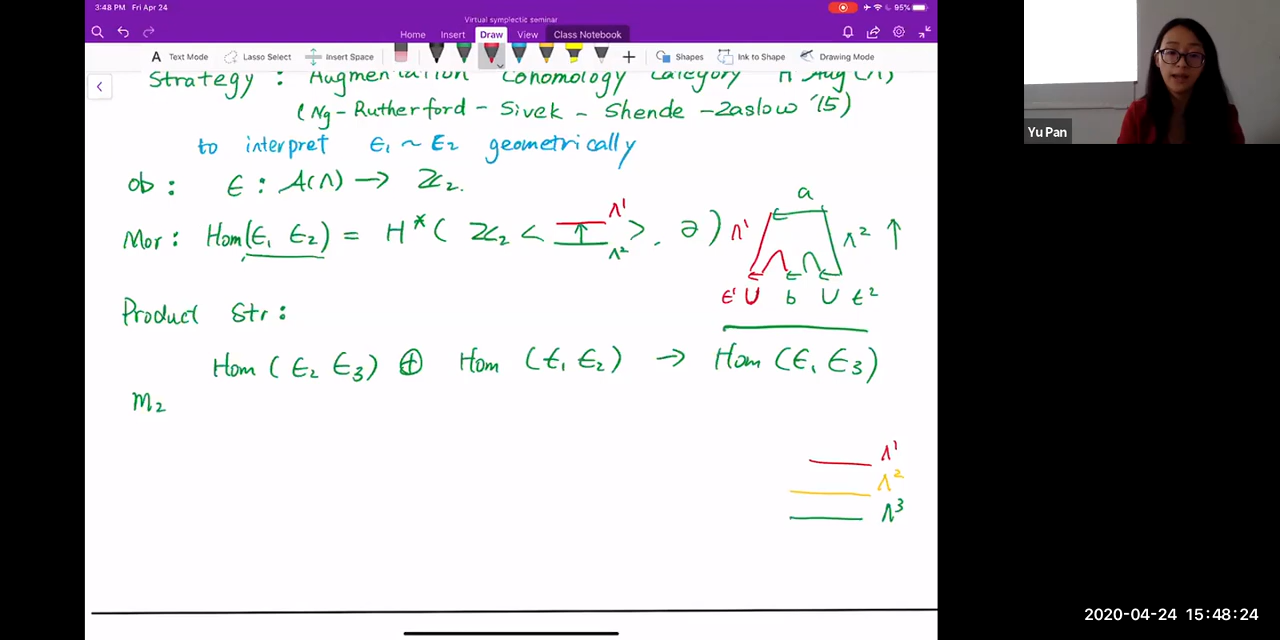 3:48 PM Fri Apr 24
95%
Virtual symplectic seminar
Home Insert Draw View Class Notebook
Text Mode Lasso Select Insert Space Shapes Ink to Shape Drawing Mode
Strategy : Augmentation Cohomology Category H Aug(Λ)
(Ng - Rutherford - Sivek - Shende - Zaslow '15)
to interpret ϵ₁ ~ ϵ₂ geometrically
Ob : ϵ : A(Λ) → ℤ₂.
Mor : Hom(ϵ₁ ϵ₂) = H*( ℤ₂ < ↑ Λ¹ Λ² >, ∂ )
a
Λ¹ Λ² ↑
ϵ¹ U b U ϵ²
Product Str :
Hom ( ϵ₂ ϵ₃ ) ⊕ Hom ( ϵ₁ ϵ₂ ) → Hom ( ϵ₁ ϵ₃ )
m₂
Λ¹
Λ²
Λ³
Yu Pan
2020-04-24 15:48:24